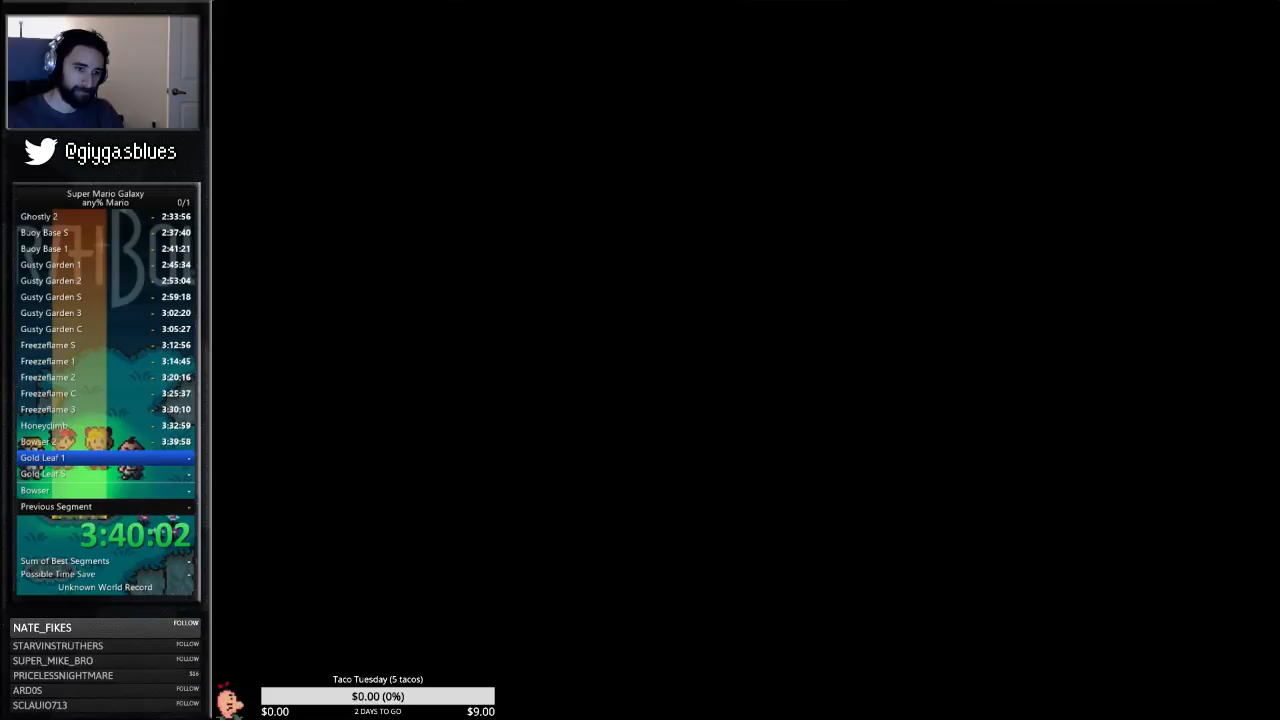 @giygasblues
Super Mario Galaxy
any% Mario 0/1
Ghostly 2 - 2:33:56
Buoy Base S - 2:37:40
Buoy Base 1 - 2:41:21
Gusty Garden 1 - 2:45:34
Gusty Garden 2 - 2:53:04
Gusty Garden S - 2:59:18
Gusty Garden 3 - 3:02:20
Gusty Garden C - 3:05:27
Freezeflame S - 3:12:56
Freezeflame 1 - 3:14:45
Freezeflame 2 - 3:20:16
Freezeflame C - 3:25:37
Freezeflame 3 - 3:30:10
Honeyclimb - 3:32:59
Bowser 2 - 3:39:58
Gold Leaf 1 -
Gold Leaf S -
Bowser -
Previous Segment -
3:40:02
Sum of Best Segments -
Possible Time Save -
Unknown World Record
NATE_FIKES FOLLOW
STARVINSTRUTHERS FOLLOW
SUPER_MIKE_BRO FOLLOW
PRICELESSNIGHTMARE $16
ARD0S FOLLOW
SCLAUIO713 FOLLOW
Taco Tuesday (5 tacos)
$0.00 (0%)
$0.00 2 DAYS TO GO $9.00